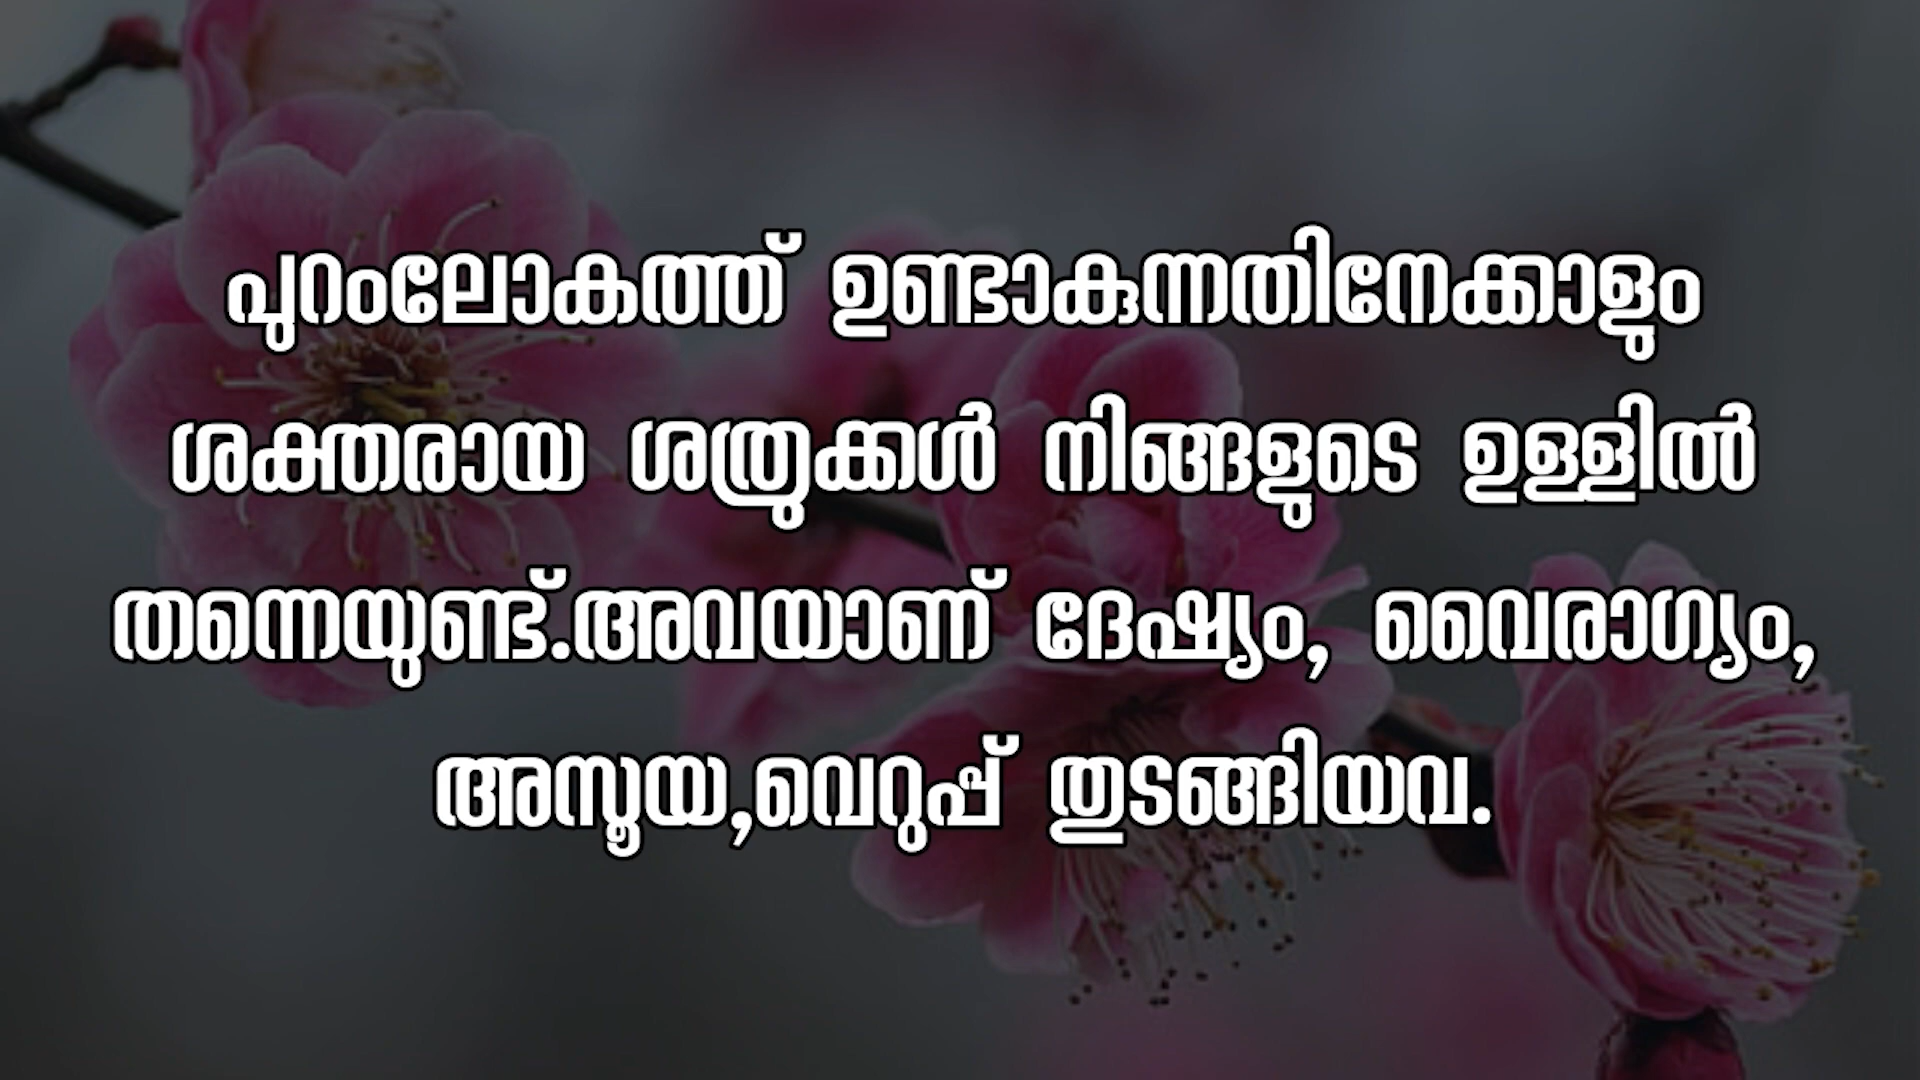 പുറംലോകത്ത് ഉണ്ടാകുന്നതിനേക്കാളും
ശക്തരായ ശത്രുക്കൾ നിങ്ങളുടെ ഉള്ളിൽ
തന്നെയുണ്ട്.അവയാണ് ദേഷ്യം, വൈരാഗ്യം,
അസൂയ,വെറുപ്പ് തുടങ്ങിയവ.